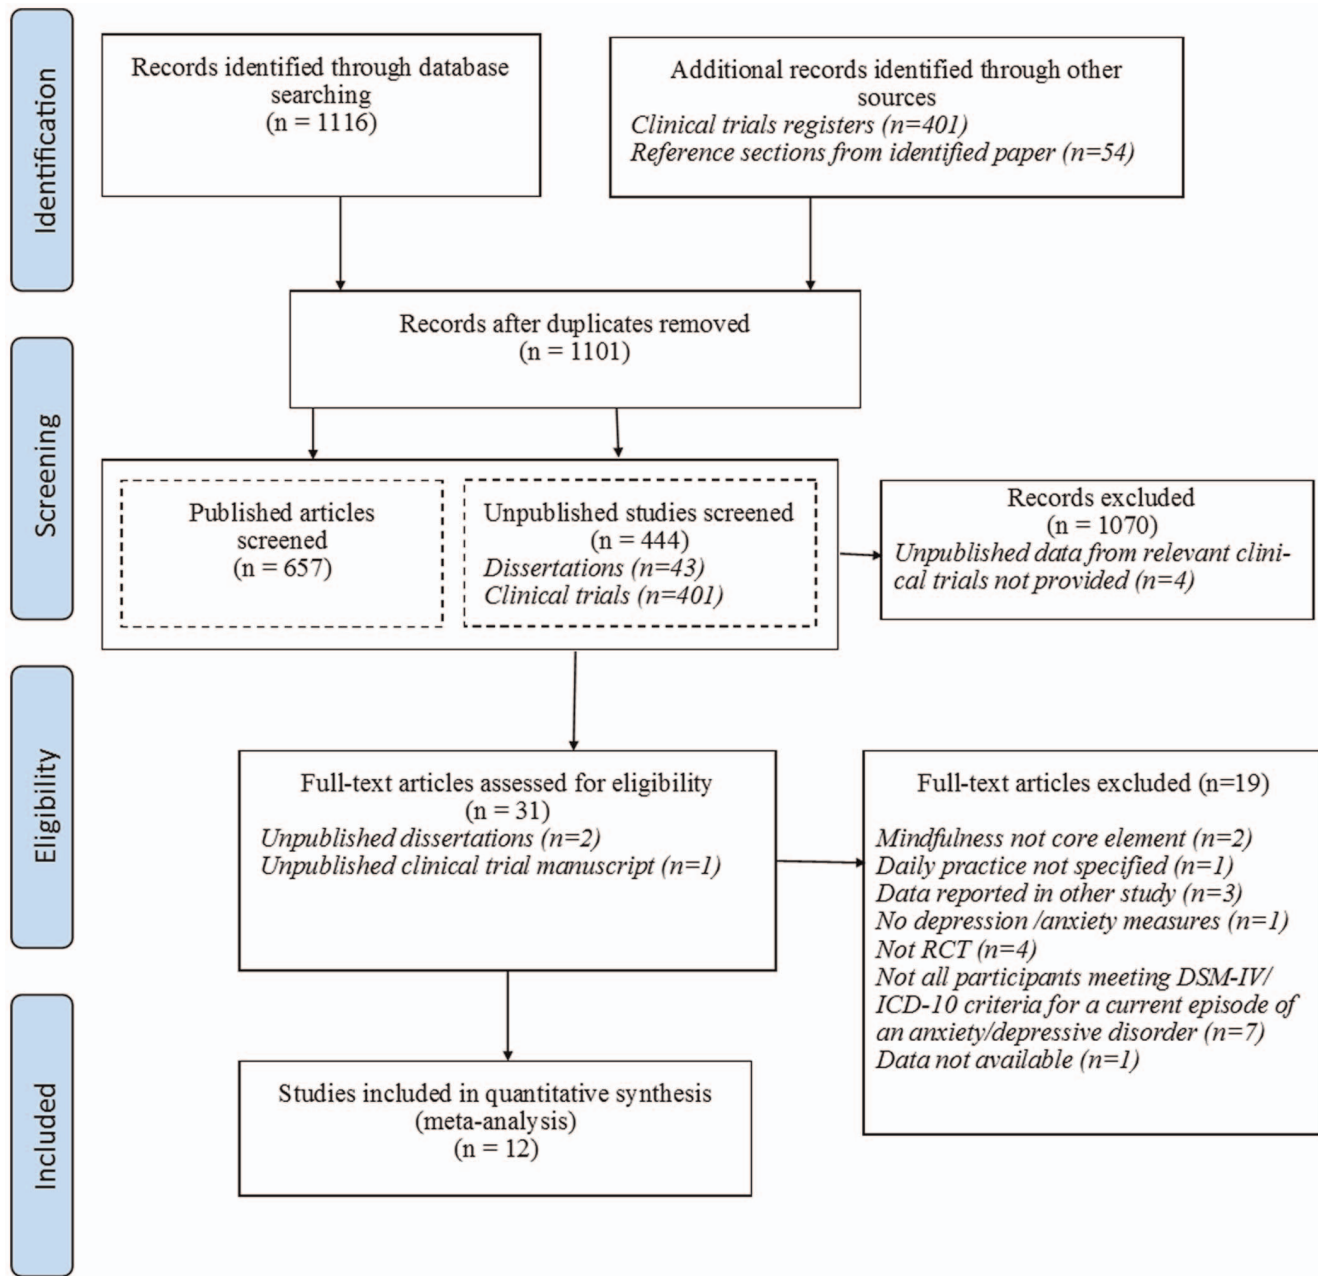 Identification
Records identified through database
searching
(n = 1116)
Additional records identified through other
sources
Clinical trials registers (n=401)
Reference sections from identified paper (n=54)
Records after duplicates removed
(n = 1101)
Screening
Published articles
screened
(n = 657)
Unpublished studies screened
(n = 444)
Dissertations (n=43)
Clinical trials (n=401)
Records excluded
(n = 1070)
Unpublished data from relevant clini-
cal trials not provided (n=4)
Eligibility
Full-text articles assessed for eligibility
(n = 31)
Unpublished dissertations (n=2)
Unpublished clinical trial manuscript (n=1)
Full-text articles excluded (n=19)
Mindfulness not core element (n=2)
Daily practice not specified (n=1)
Data reported in other study (n=3)
No depression /anxiety measures (n=1)
Not RCT (n=4)
Not all participants meeting DSM-IV/
ICD-10 criteria for a current episode of
an anxiety/depressive disorder (n=7)
Data not available (n=1)
Included
Studies included in quantitative synthesis
(meta-analysis)
(n = 12)